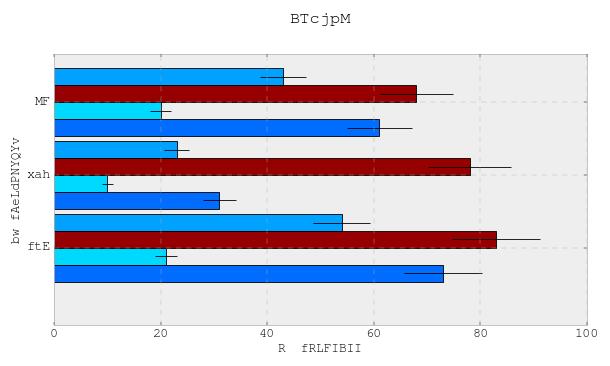 BTcjpM
MF
xah
ftE
bw fAeLdPNYQYv
0 20 40 60 80 100
R fRLFIBII